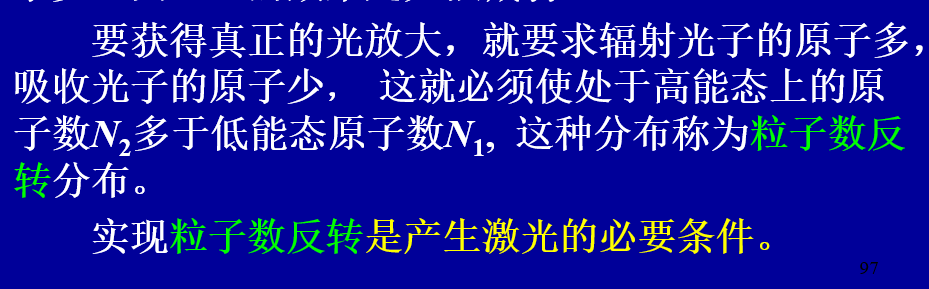 要获得真正的光放大，就要求辐射光子的原子多，
吸收光子的原子少， 这就必须使处于高能态上的原
子数N₂多于低能态原子数N₁, 这种分布称为粒子数反
转分布。
实现粒子数反转是产生激光的必要条件。
97